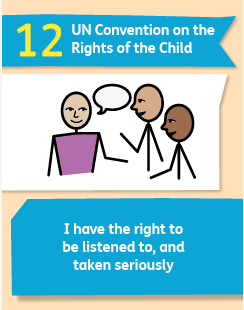 12
UN Convention on the
Rights of the Child
I have the right to
be listened to, and
taken seriously